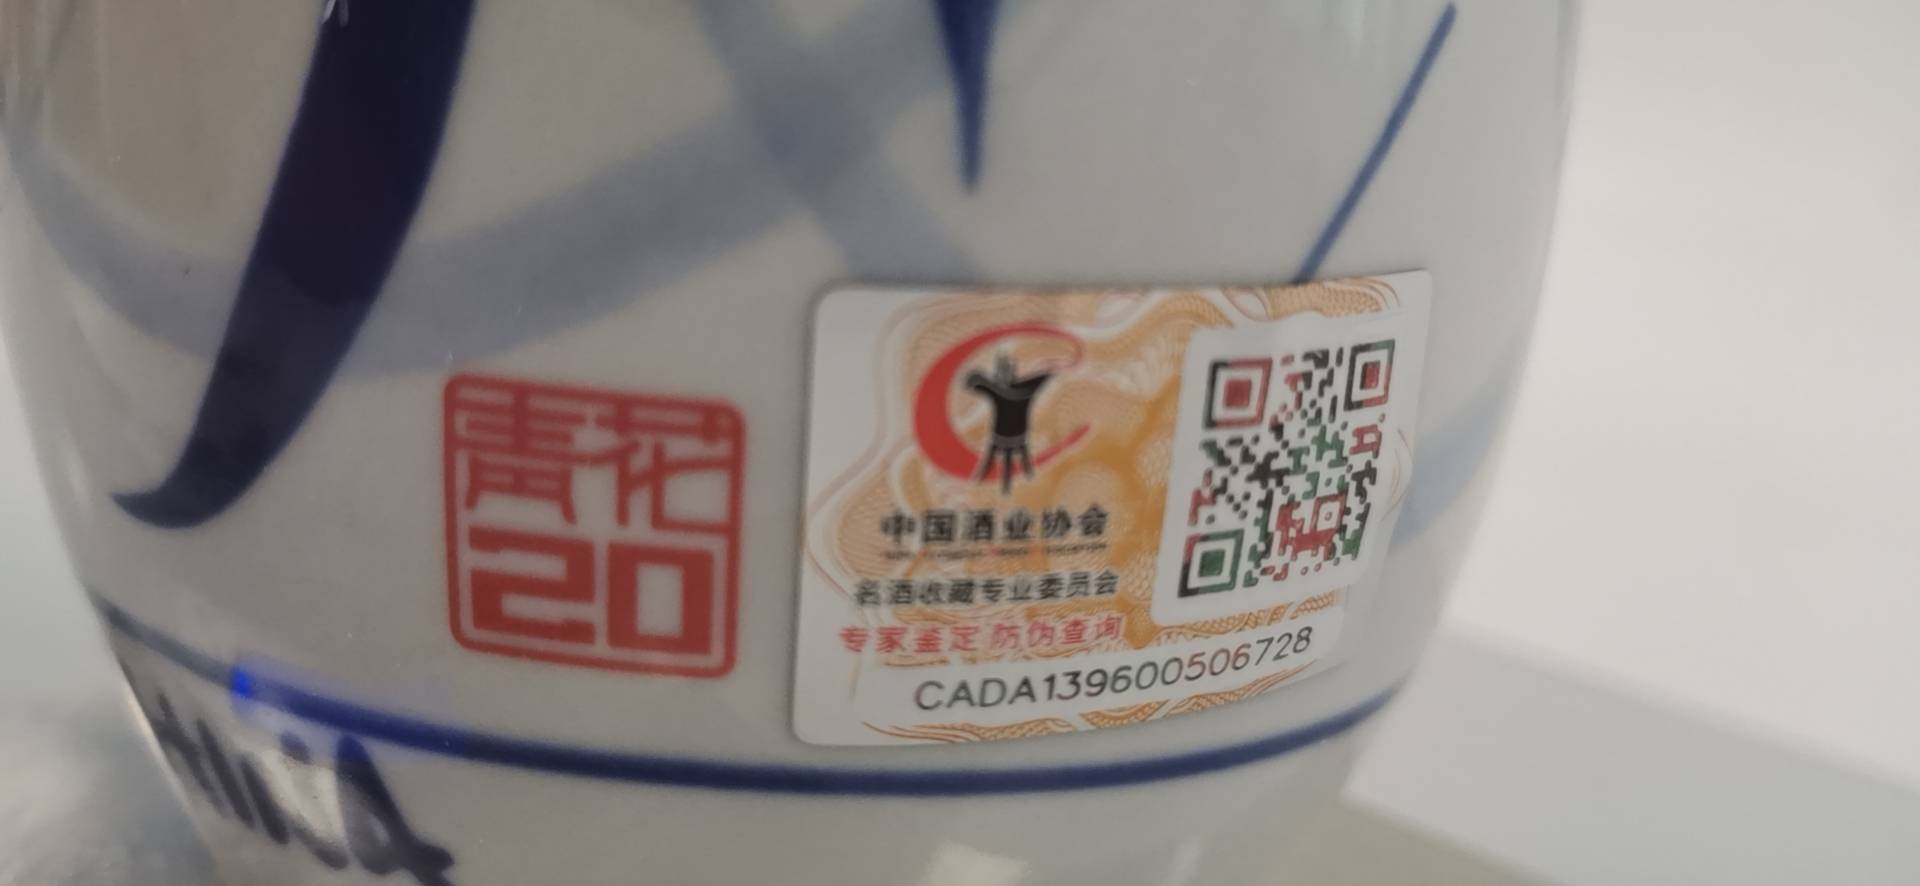 青花
20
中国酒业协会
名酒收藏专业委员会
专家鉴定 防伪查询
CADA139600506728